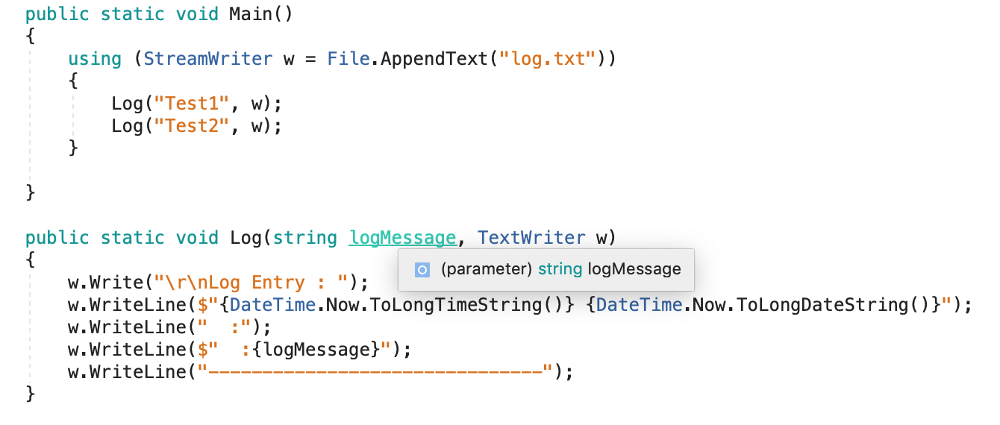 public static void Main()
{
    using (StreamWriter w = File.AppendText("log.txt"))
    {
        Log("Test1", w);
        Log("Test2", w);
    }

}

public static void Log(string logMessage, TextWriter w)
{
(parameter) string logMessage
    w.Write("\r\nLog Entry : ");
    w.WriteLine($"{DateTime.Now.ToLongTimeString()} {DateTime.Now.ToLongDateString()}");
    w.WriteLine("  :");
    w.WriteLine($"  :{logMessage}");
    w.WriteLine("-------------------------------");
}